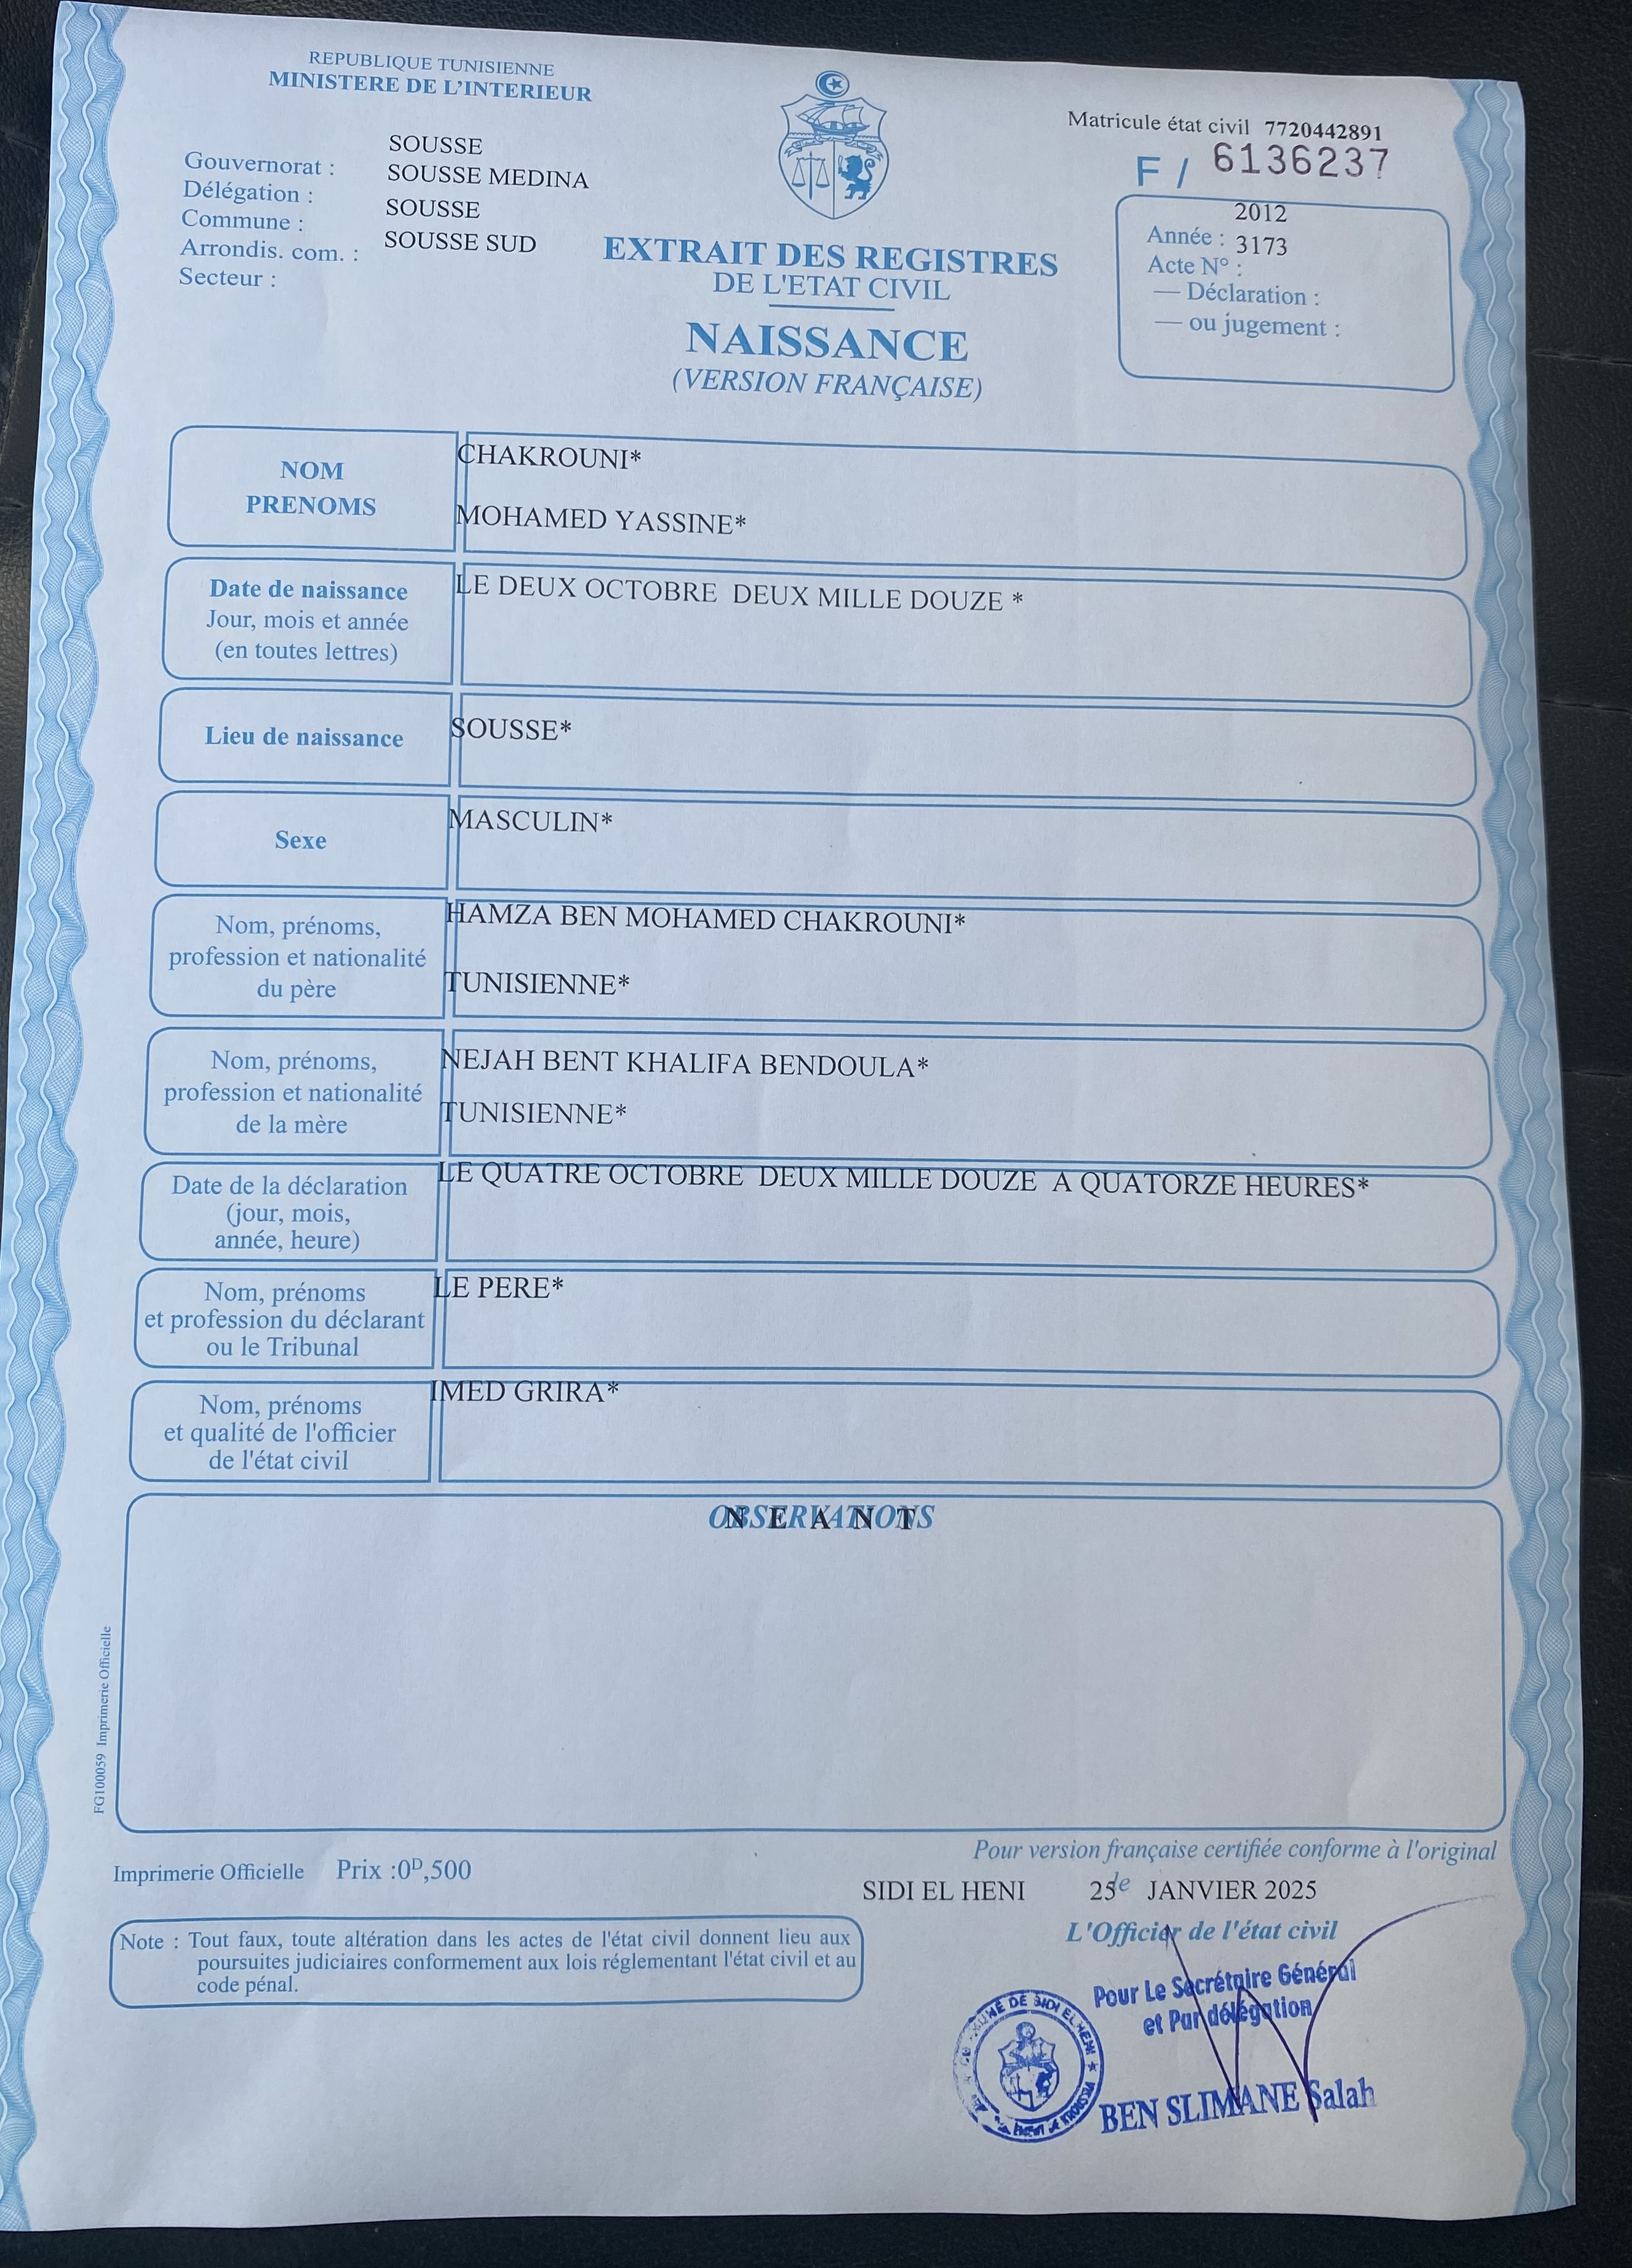 REPUBLIQUE TUNISIENNE
MINISTERE DE L'INTERIEUR
Gouvernorat : SOUSSE
Délégation : SOUSSE MEDINA
Commune : SOUSSE
Arrondis. com. : SOUSSE SUD
Secteur :
Matricule état civil 7720442891
F / 6136237
2012
Année : 3173
Acte N° :
— Déclaration :
— ou jugement :
EXTRAIT DES REGISTRES
DE L'ETAT CIVIL
NAISSANCE
(VERSION FRANÇAISE)
NOM
PRENOMS
CHAKROUNI*
MOHAMED YASSINE*
Date de naissance
Jour, mois et année
(en toutes lettres)
LE DEUX OCTOBRE DEUX MILLE DOUZE *
Lieu de naissance
SOUSSE*
Sexe
MASCULIN*
Nom, prénoms,
profession et nationalité
du père
HAMZA BEN MOHAMED CHAKROUNI*
TUNISIENNE*
Nom, prénoms,
profession et nationalité
de la mère
NEJAH BENT KHALIFA BENDOULA*
TUNISIENNE*
Date de la déclaration
(jour, mois,
année, heure)
LE QUATRE OCTOBRE DEUX MILLE DOUZE A QUATORZE HEURES*
Nom, prénoms
et profession du déclarant
ou le Tribunal
LE PERE*
Nom, prénoms
et qualité de l'officier
de l'état civil
IMED GRIRA*
OBSERVATIONS
N E A N T
FG100059 Imprimerie Officielle
Imprimerie Officielle Prix :0D,500
Pour version française certifiée conforme à l'original
SIDI EL HENI 25 le JANVIER 2025
L'Officier de l'état civil
Note : Tout faux, toute altération dans les actes de l'état civil donnent lieu aux
poursuites judiciaires conformement aux lois réglementant l'état civil et au
code pénal.
Pour Le Secrétaire Général
et Par délégation
BEN SLIMANE Salah
DE SIDI EL HENI